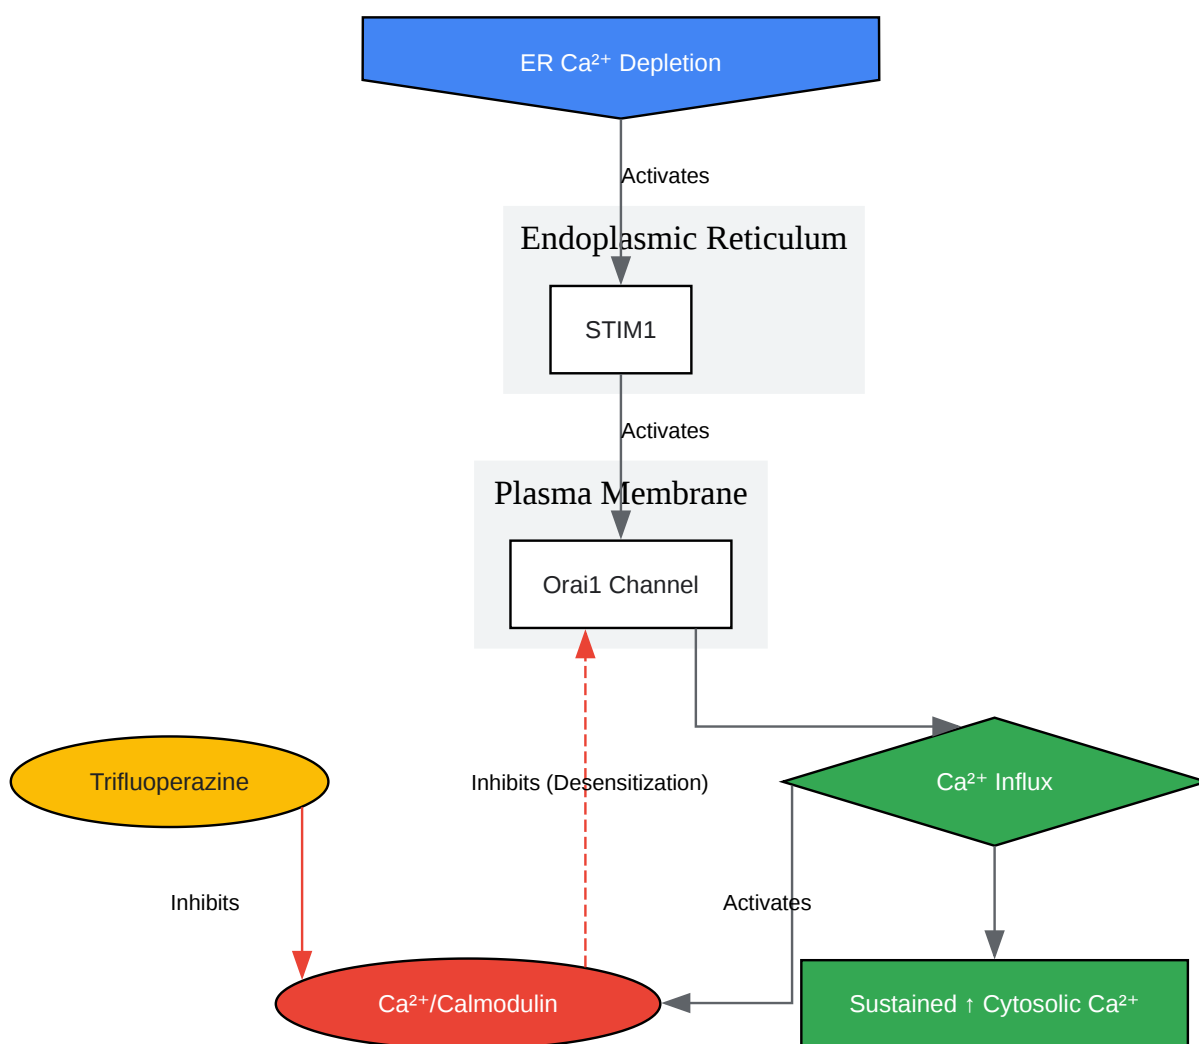 ER Ca²⁺ Depletion
Activates
Endoplasmic Reticulum
STIM1
Activates
Plasma Membrane
Orai1 Channel
Trifluoperazine
Inhibits (Desensitization)
Ca²⁺ Influx
Inhibits
Activates
Ca²⁺/Calmodulin
Sustained ↑ Cytosolic Ca²⁺